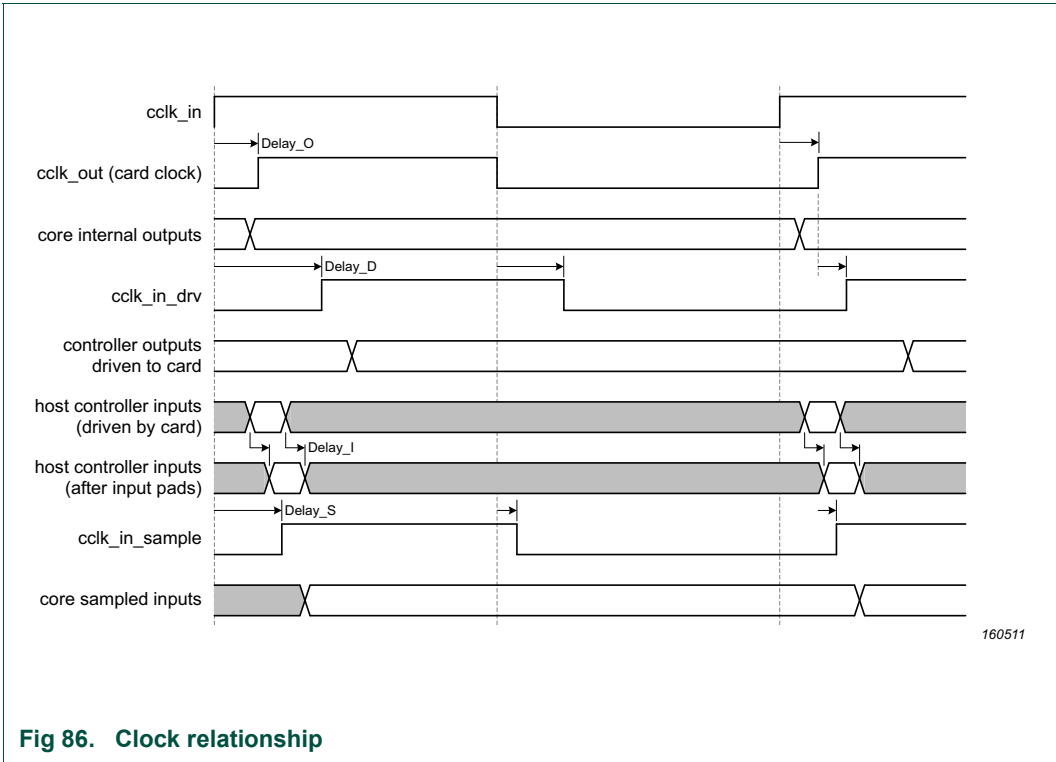 cclk_in
Delay_O
cclk_out (card clock)
core internal outputs
Delay_D
cclk_in_drv
controller outputs
driven to card
host controller inputs
(driven by card)
Delay_I
host controller inputs
(after input pads)
Delay_S
cclk_in_sample
core sampled inputs
160511
Fig 86. Clock relationship